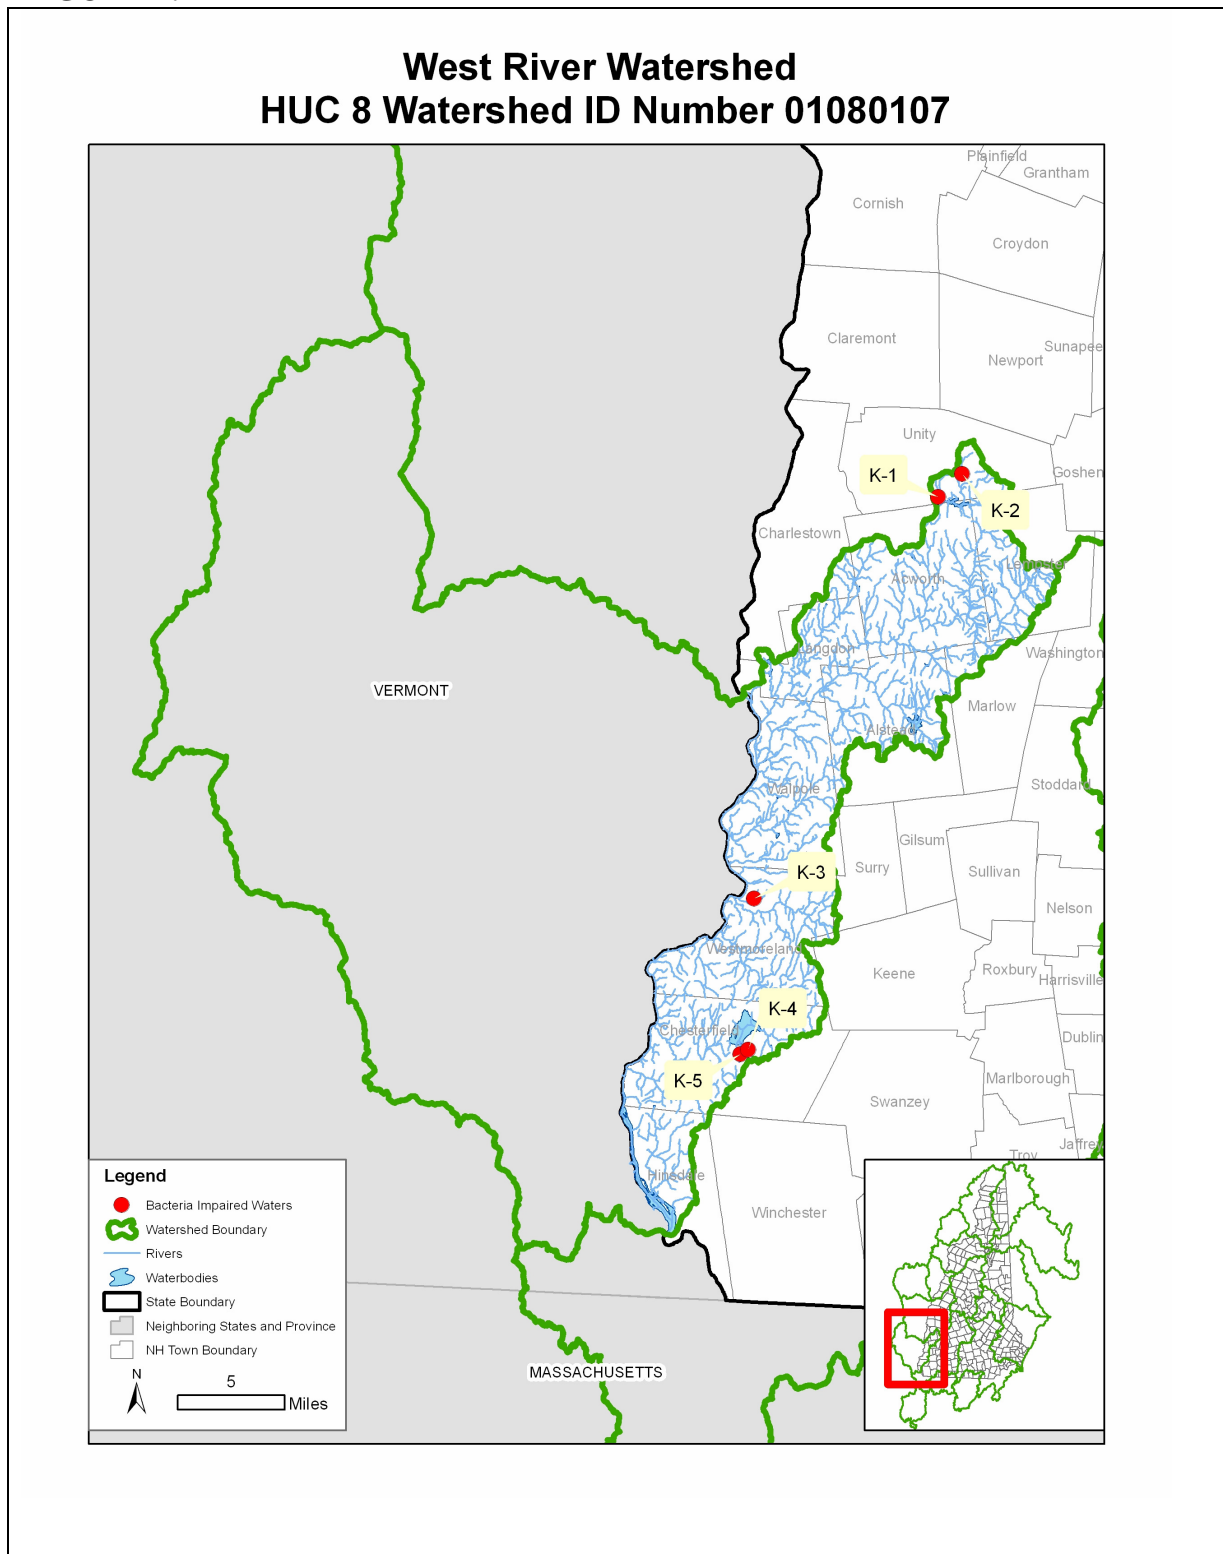 West River Watershed
HUC 8 Watershed ID Number 01080107
Plainfield
Grantham
Cornish
Croydon
Claremont
Sunapee
Newport
Unity
Goshen
K-1
K-2
Charlestown
Lempster
Acworth
Langdon
Washington
VERMONT
Marlow
Alstead
Walpole
Stoddard
Gilsum
Surry
Sullivan
K-3
Nelson
Westmoreland
Keene
Roxbury
Harrisville
K-4
Chesterfield
Dublin
K-5
Marlborough
Swanzey
Jaffrey
Troy
Hinsdale
Winchester
Legend
Bacteria Impaired Waters
Watershed Boundary
Rivers
Waterbodies
State Boundary
Neighboring States and Province
NH Town Boundary
N
5
Miles
MASSACHUSETTS